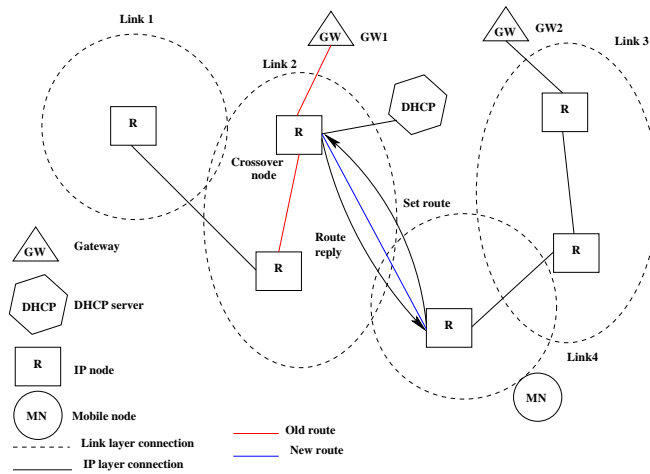 Link 1
GW
GW1
GW
GW2
Link 3
Link 2
DHCP
R
R
R
Crossover
node
Set route
Route
reply
R
R
R
GW
Gateway
DHCP
DHCP server
R
IP node
Link4
MN
MN
Mobile node
Link layer connection
IP layer connection
Old route
New route